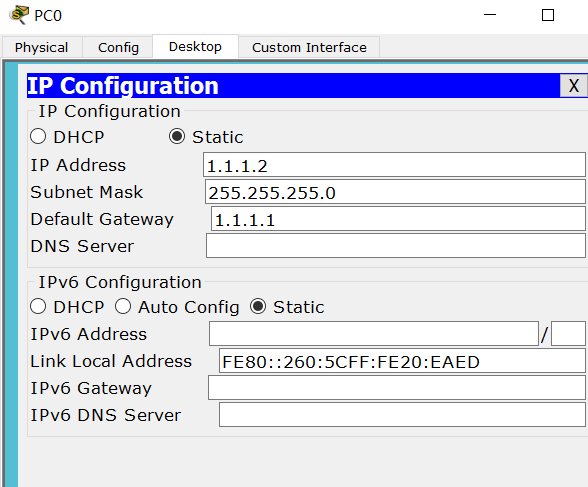 PC0
Physical Config Desktop Custom Interface
IP Configuration X
IP Configuration
DHCP Static
IP Address 1.1.1.2
Subnet Mask 255.255.255.0
Default Gateway 1.1.1.1
DNS Server
IPv6 Configuration
DHCP Auto Config Static
IPv6 Address /
Link Local Address FE80::260:5CFF:FE20:EAED
IPv6 Gateway
IPv6 DNS Server